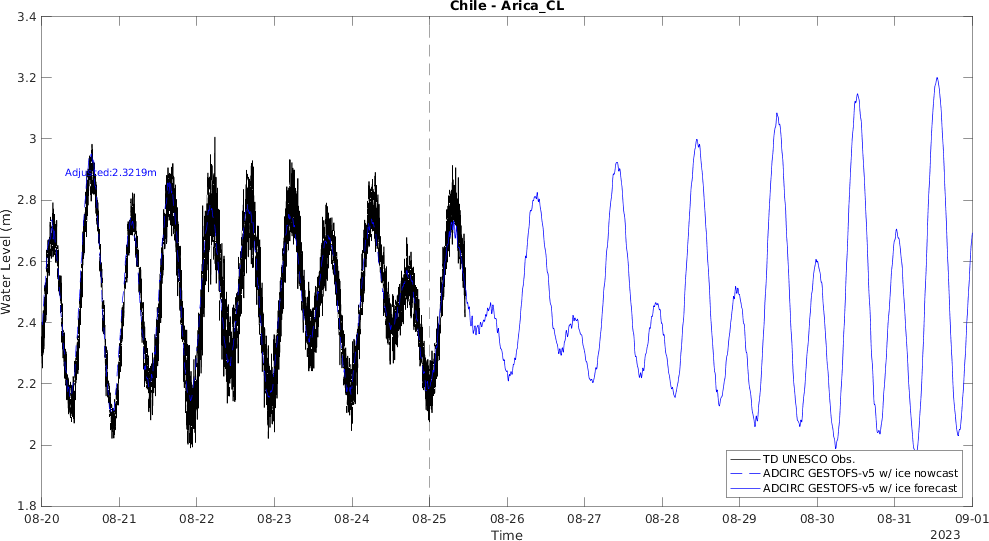 Chile - Arica_CL
3.4
3.2
3
2.8
2.6
2.4
2.2
2
1.8
Water Level (m)
Adjusted:2.3219m
TD UNESCO Obs.
ADCIRC GESTOFS-v5 w/ ice nowcast
ADCIRC GESTOFS-v5 w/ ice forecast
08-20 08-21 08-22 08-23 08-24 08-25 08-26 08-27 08-28 08-29 08-30 08-31 09-01
Time
2023